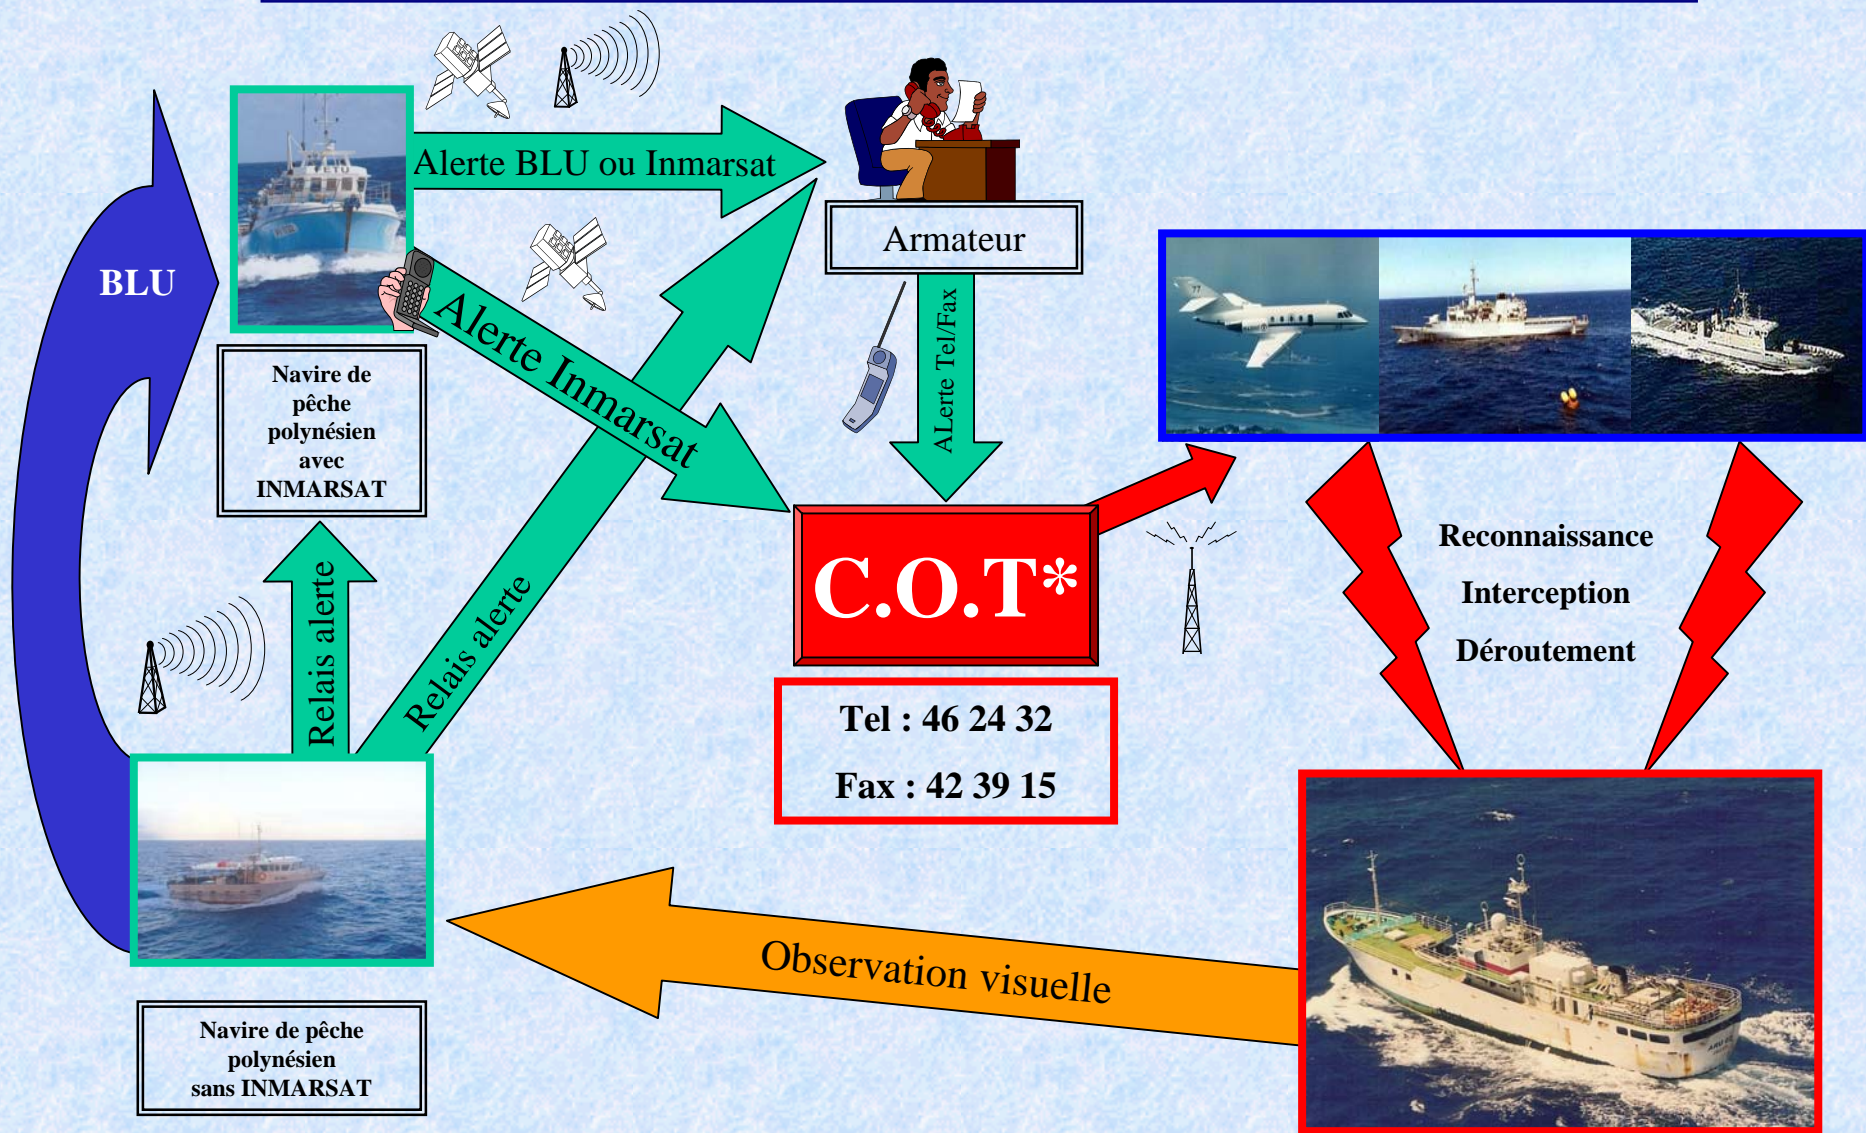 Alerte BLU ou Inmarsat
Armateur
BLU
Alerte Inmarsat
ALerte Tel/Fax
Navire de
pêche
polynésien
avec
INMARSAT
Reconnaissance
Interception
Déroutement
C.O.T*
Relais alerte
Relais alerte
Tel : 46 24 32
Fax : 42 39 15
Observation visuelle
Navire de pêche
polynésien
sans INMARSAT
77